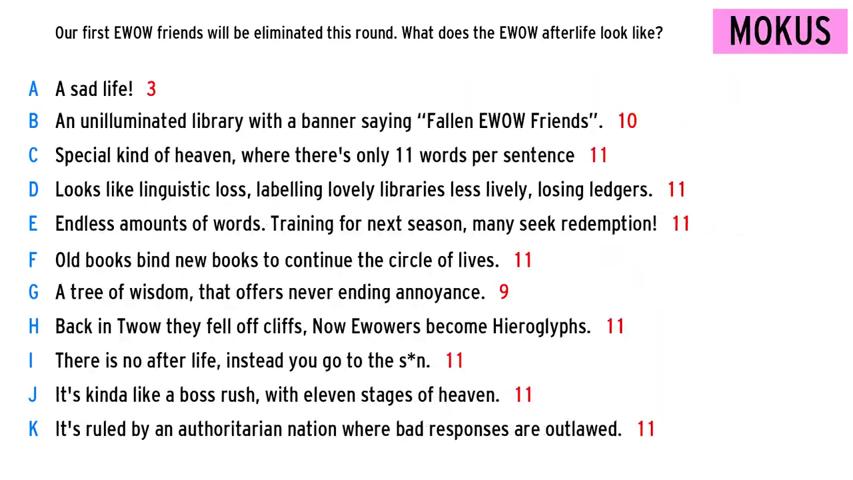 Our first EWOW friends will be eliminated this round. What does the EWOW afterlife look like?
MOKUS
A A sad life! 3
B An unilluminated library with a banner saying “Fallen EWOW Friends”. 10
C Special kind of heaven, where there's only 11 words per sentence 11
D Looks like linguistic loss, labelling lovely libraries less lively, losing ledgers. 11
E Endless amounts of words. Training for next season, many seek redemption! 11
F Old books bind new books to continue the circle of lives. 11
G A tree of wisdom, that offers never ending annoyance. 9
H Back in Twow they fell off cliffs, Now Ewowers become Hieroglyphs. 11
I There is no after life, instead you go to the s*n. 11
J It's kinda like a boss rush, with eleven stages of heaven. 11
K It's ruled by an authoritarian nation where bad responses are outlawed. 11